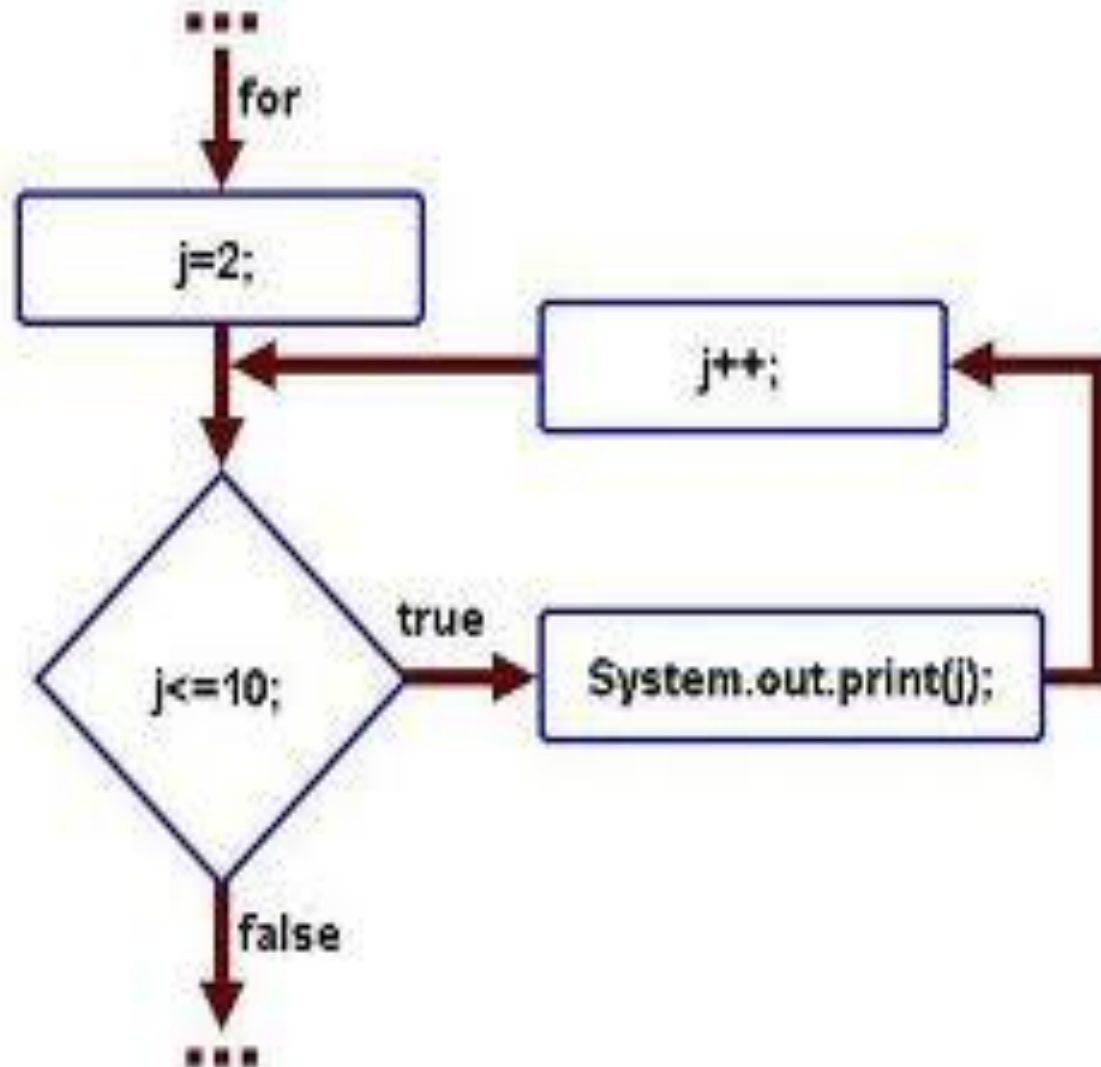 for
j=2;
j++;
true
j<=10;
System.out.print(j);
false